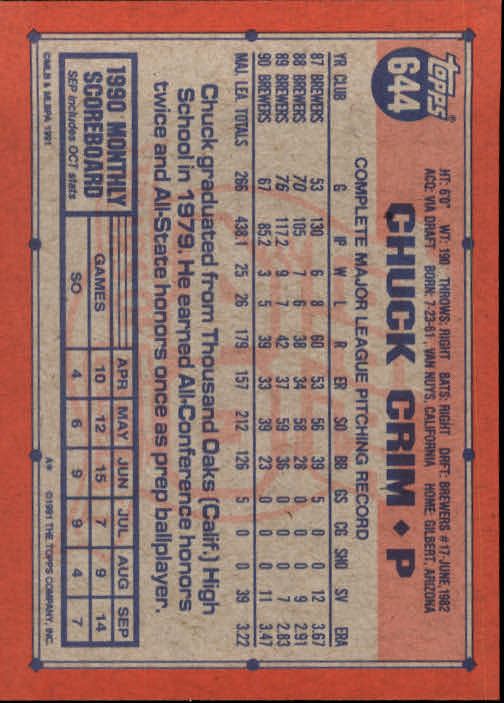 TOPPS®
644
HT: 6'0" WT: 190 THROWS: RIGHT BATS: RIGHT DRFT: BREWERS #17-JUNE, 1982
ACQ: VIA DRAFT BORN: 7-23-61, VAN NUYS, CALIFORNIA HOME: GILBERT, ARIZONA
CHUCK CRIM ♦ P
COMPLETE MAJOR LEAGUE PITCHING RECORD
YR CLUB G IP W L R ER SO BB GS CG SHO SV ERA
87 BREWERS 53 130 6 8 60 53 56 39 5 0 0 12 3.67
88 BREWERS 70 105 7 6 38 34 58 28 0 0 0 9 2.91
89 BREWERS 76 117.2 9 7 42 37 59 36 0 0 0 7 2.83
90 BREWERS 67 85.2 3 5 39 33 39 23 0 0 0 11 3.47
MAJ. LEA. TOTALS 266 438.1 25 26 179 157 212 126 5 0 0 39 3.22
Chuck graduated from Thousand Oaks (Calif.) High
School in 1979. He earned All-Conference honors
twice and All-State honors once as prep ballplayer.
1990 MONTHLY
SCOREBOARD
SEP includes OCT stats
APR MAY JUN JUL AUG SEP
GAMES 10 12 15 7 9 14
SO 4 6 9 9 4 7
©MLB & MLBPA 1991
A* ©1991 THE TOPPS COMPANY, INC.